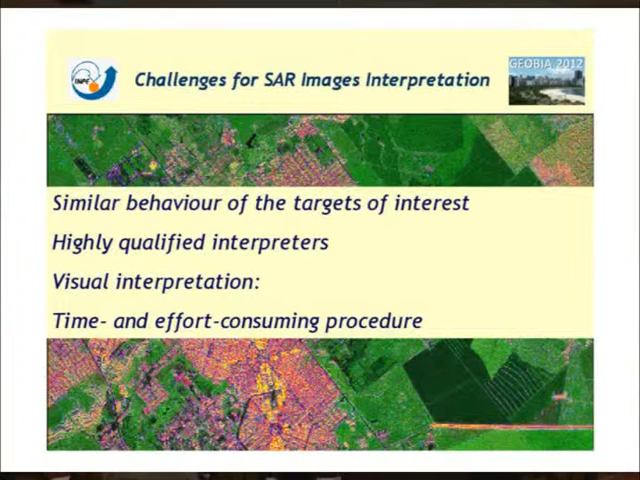 INPE
Challenges for SAR Images Interpretation
GEOBIA 2012
Similar behaviour of the targets of interest
Highly qualified interpreters
Visual interpretation:
Time- and effort-consuming procedure